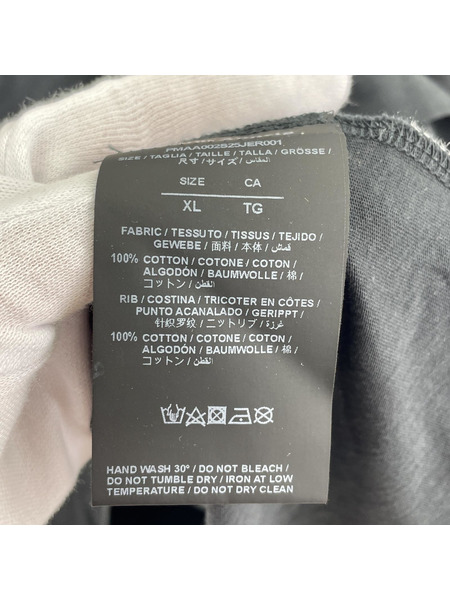 PMAA002S25JER001
SIZE / TAGLIA / TAILLE / TALLA / GRÖSSE /
尺寸 / サイズ / المقاس
SIZE CA
XL TG
FABRIC / TESSUTO / TISSUS / TEJIDO /
GEWEBE / 面料 / 本体 / قماش
100% COTTON / COTONE / COTON /
ALGODÓN / BAUMWOLLE / 棉 /
コットン / القطن
RIB / COSTINA / TRICOTER EN CÔTES /
PUNTO ACANALADO / GERIPPT /
针织罗纹 / ニットリブ / غرزة
100% COTTON / COTONE / COTON /
ALGODÓN / BAUMWOLLE / 棉 /
コットン / القطن
HAND WASH 30° / DO NOT BLEACH /
DO NOT TUMBLE DRY / IRON AT LOW
TEMPERATURE / DO NOT DRY CLEAN